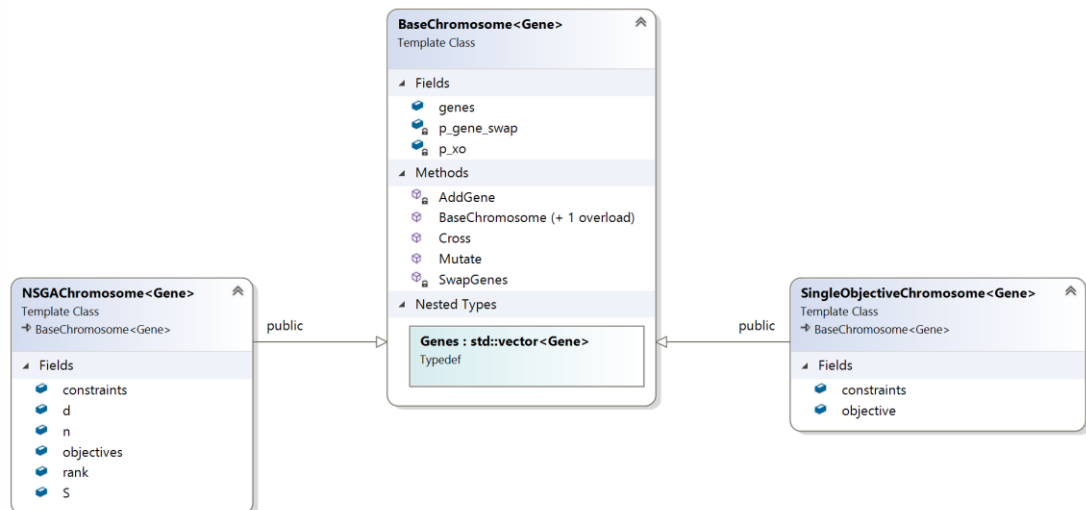 BaseChromosome<Gene>
Template Class
Fields
genes
p_gene_swap
p_xo
Methods
AddGene
BaseChromosome (+ 1 overload)
Cross
Mutate
SwapGenes
Nested Types
Genes : std::vector<Gene>
Typedef
NSGAChromosome<Gene>
Template Class
BaseChromosome<Gene>
Fields
constraints
d
n
objectives
rank
S
public
public
SingleObjectiveChromosome<Gene>
Template Class
BaseChromosome<Gene>
Fields
constraints
objective